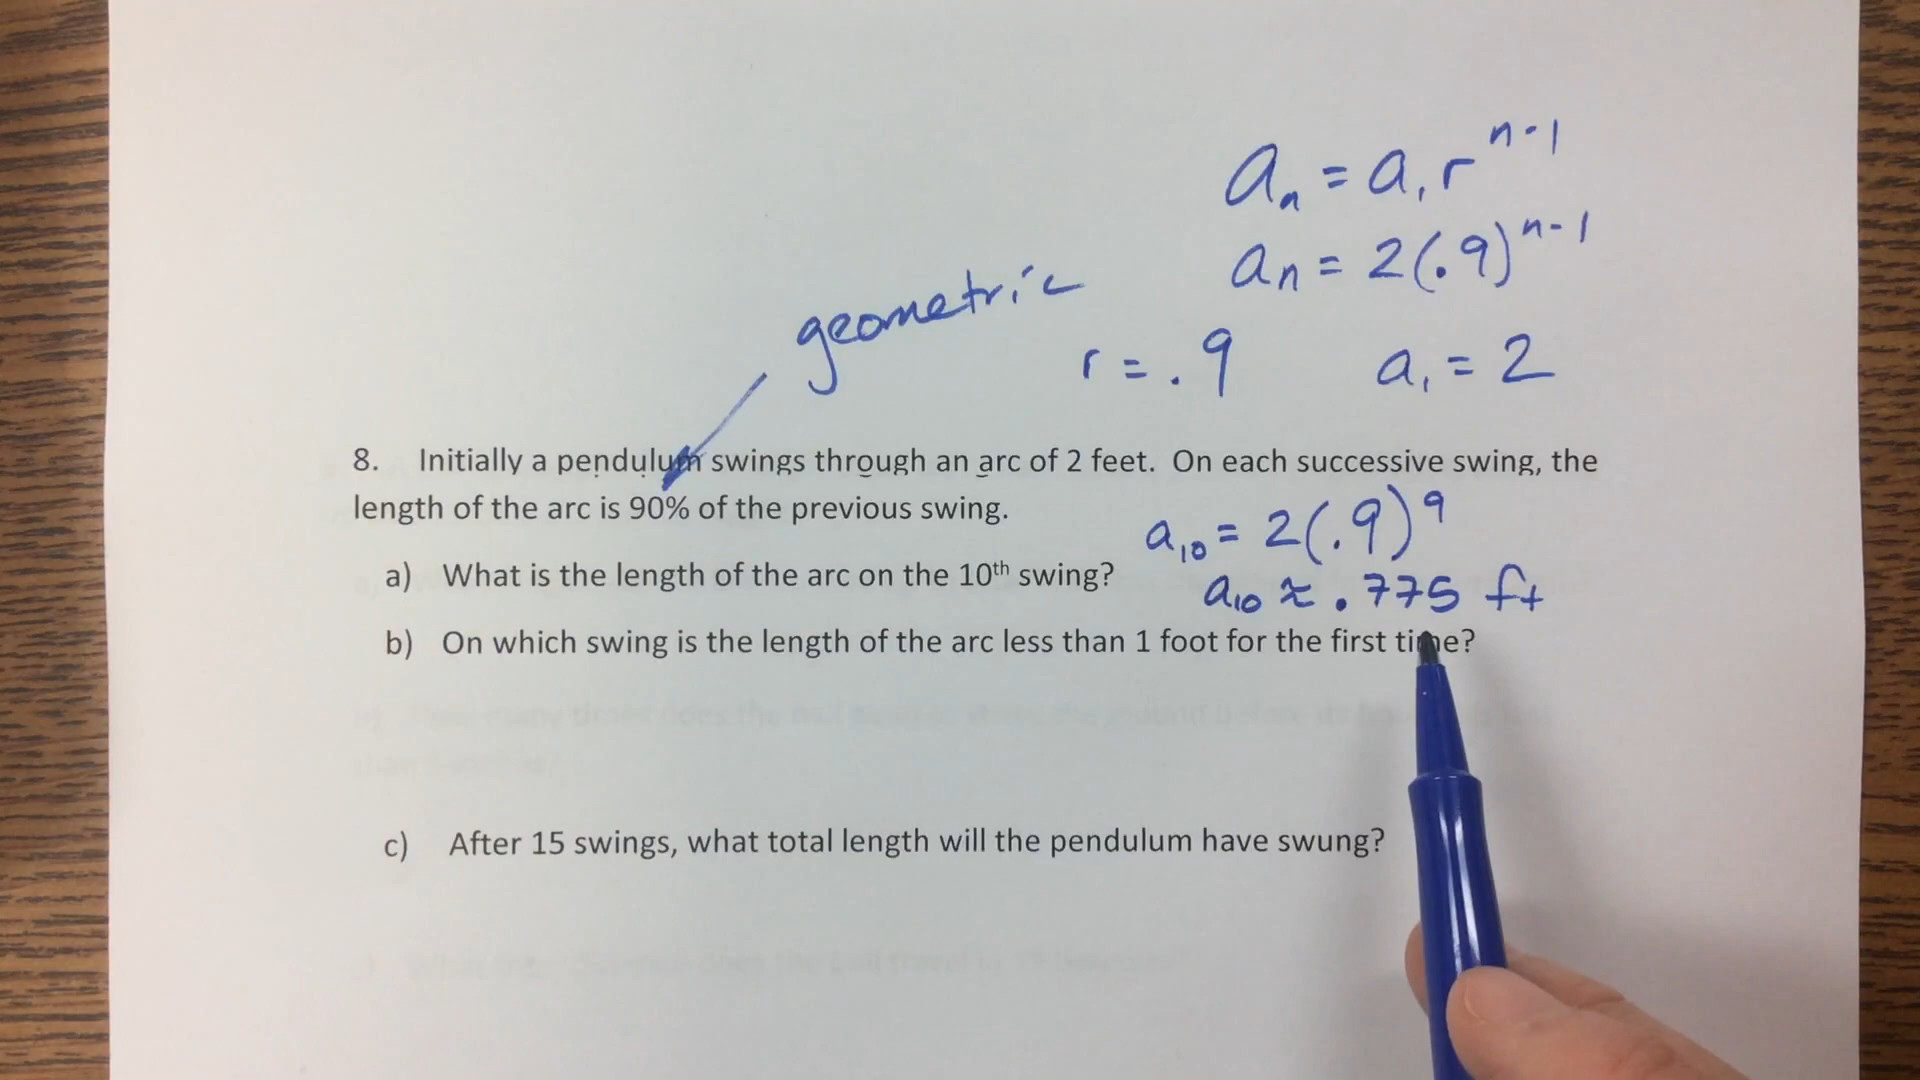 aₙ = a₁rⁿ⁻¹
aₙ = 2(.9)ⁿ⁻¹
geometric
r = .9 a₁ = 2
8. Initially a pendulum swings through an arc of 2 feet. On each successive swing, the
length of the arc is 90% of the previous swing.
a₁₀ = 2(.9)⁹
a) What is the length of the arc on the 10th swing?
a₁₀ ≈ .775 ft
b) On which swing is the length of the arc less than 1 foot for the first time?
c) After 15 swings, what total length will the pendulum have swung?